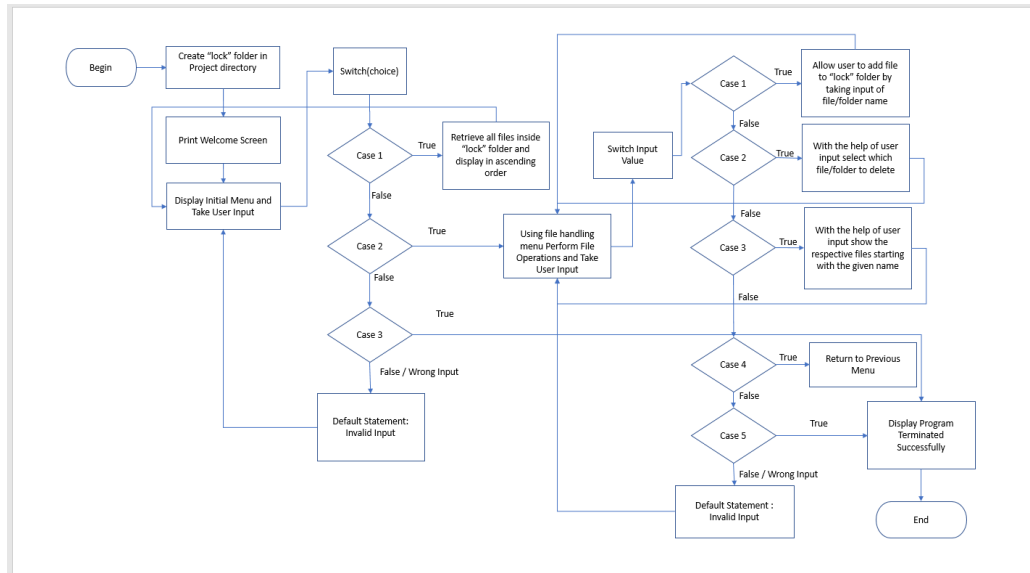 Begin
Create “lock” folder in
Project directory
Print Welcome Screen
Display Initial Menu and
Take User Input
Switch(choice)
Case 1
True
Retrieve all files inside
“lock” folder and
display in ascending
order
False
Case 2
True
False
Case 3
True
False / Wrong Input
Default Statement:
Invalid Input
Using file handling
menu Perform File
Operations and Take
User Input
Switch Input
Value
Case 1
True
Allow user to add file
to “lock” folder by
taking input of
file/folder name
False
Case 2
True
With the help of user
input select which
file/folder to delete
False
Case 3
True
With the help of user
input show the
respective files starting
with the given name
False
Case 4
True
Return to Previous
Menu
False
Case 5
True
Display Program
Terminated
Successfully
False / Wrong Input
Default Statement :
Invalid Input
End